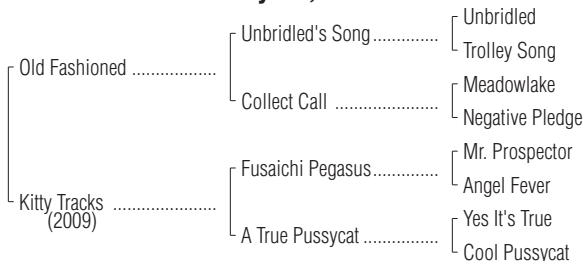 Unbridled
Unbridled's Song..............
Trolley Song
Old Fashioned ..................
Meadowlake
Collect Call ......................
Negative Pledge
Mr. Prospector
Fusaichi Pegasus..............
Angel Fever
Kitty Tracks ......................
(2009)
Yes It's True
A True Pussycat ................
Cool Pussycat